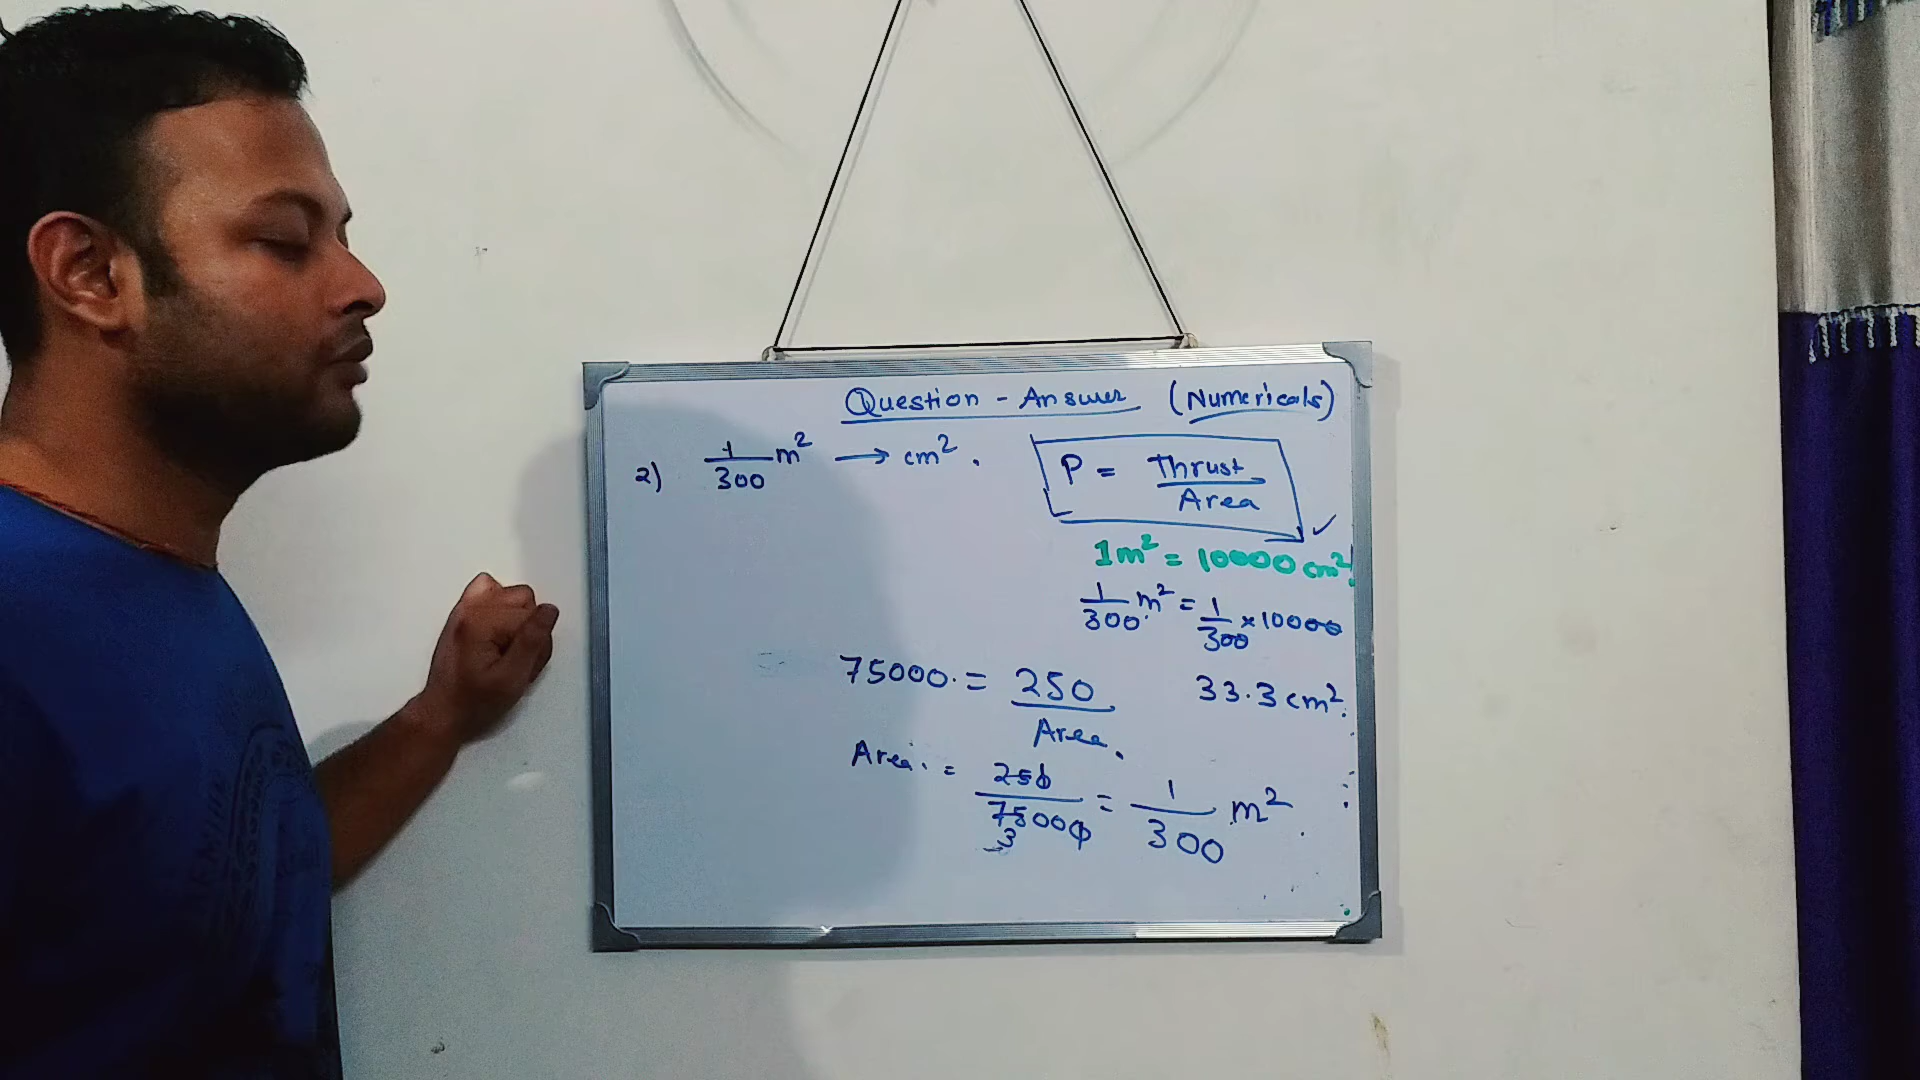 Question - Answer (Numericals)
2) 1/300 m² → cm².
P = Thrust/Area ✓
1m² = 10000 cm².
1/300 m² = 1/300 × 10000
75000. = 250/Area.
33.3 cm².
Area. = 250/75000 = 1/300 m².
3